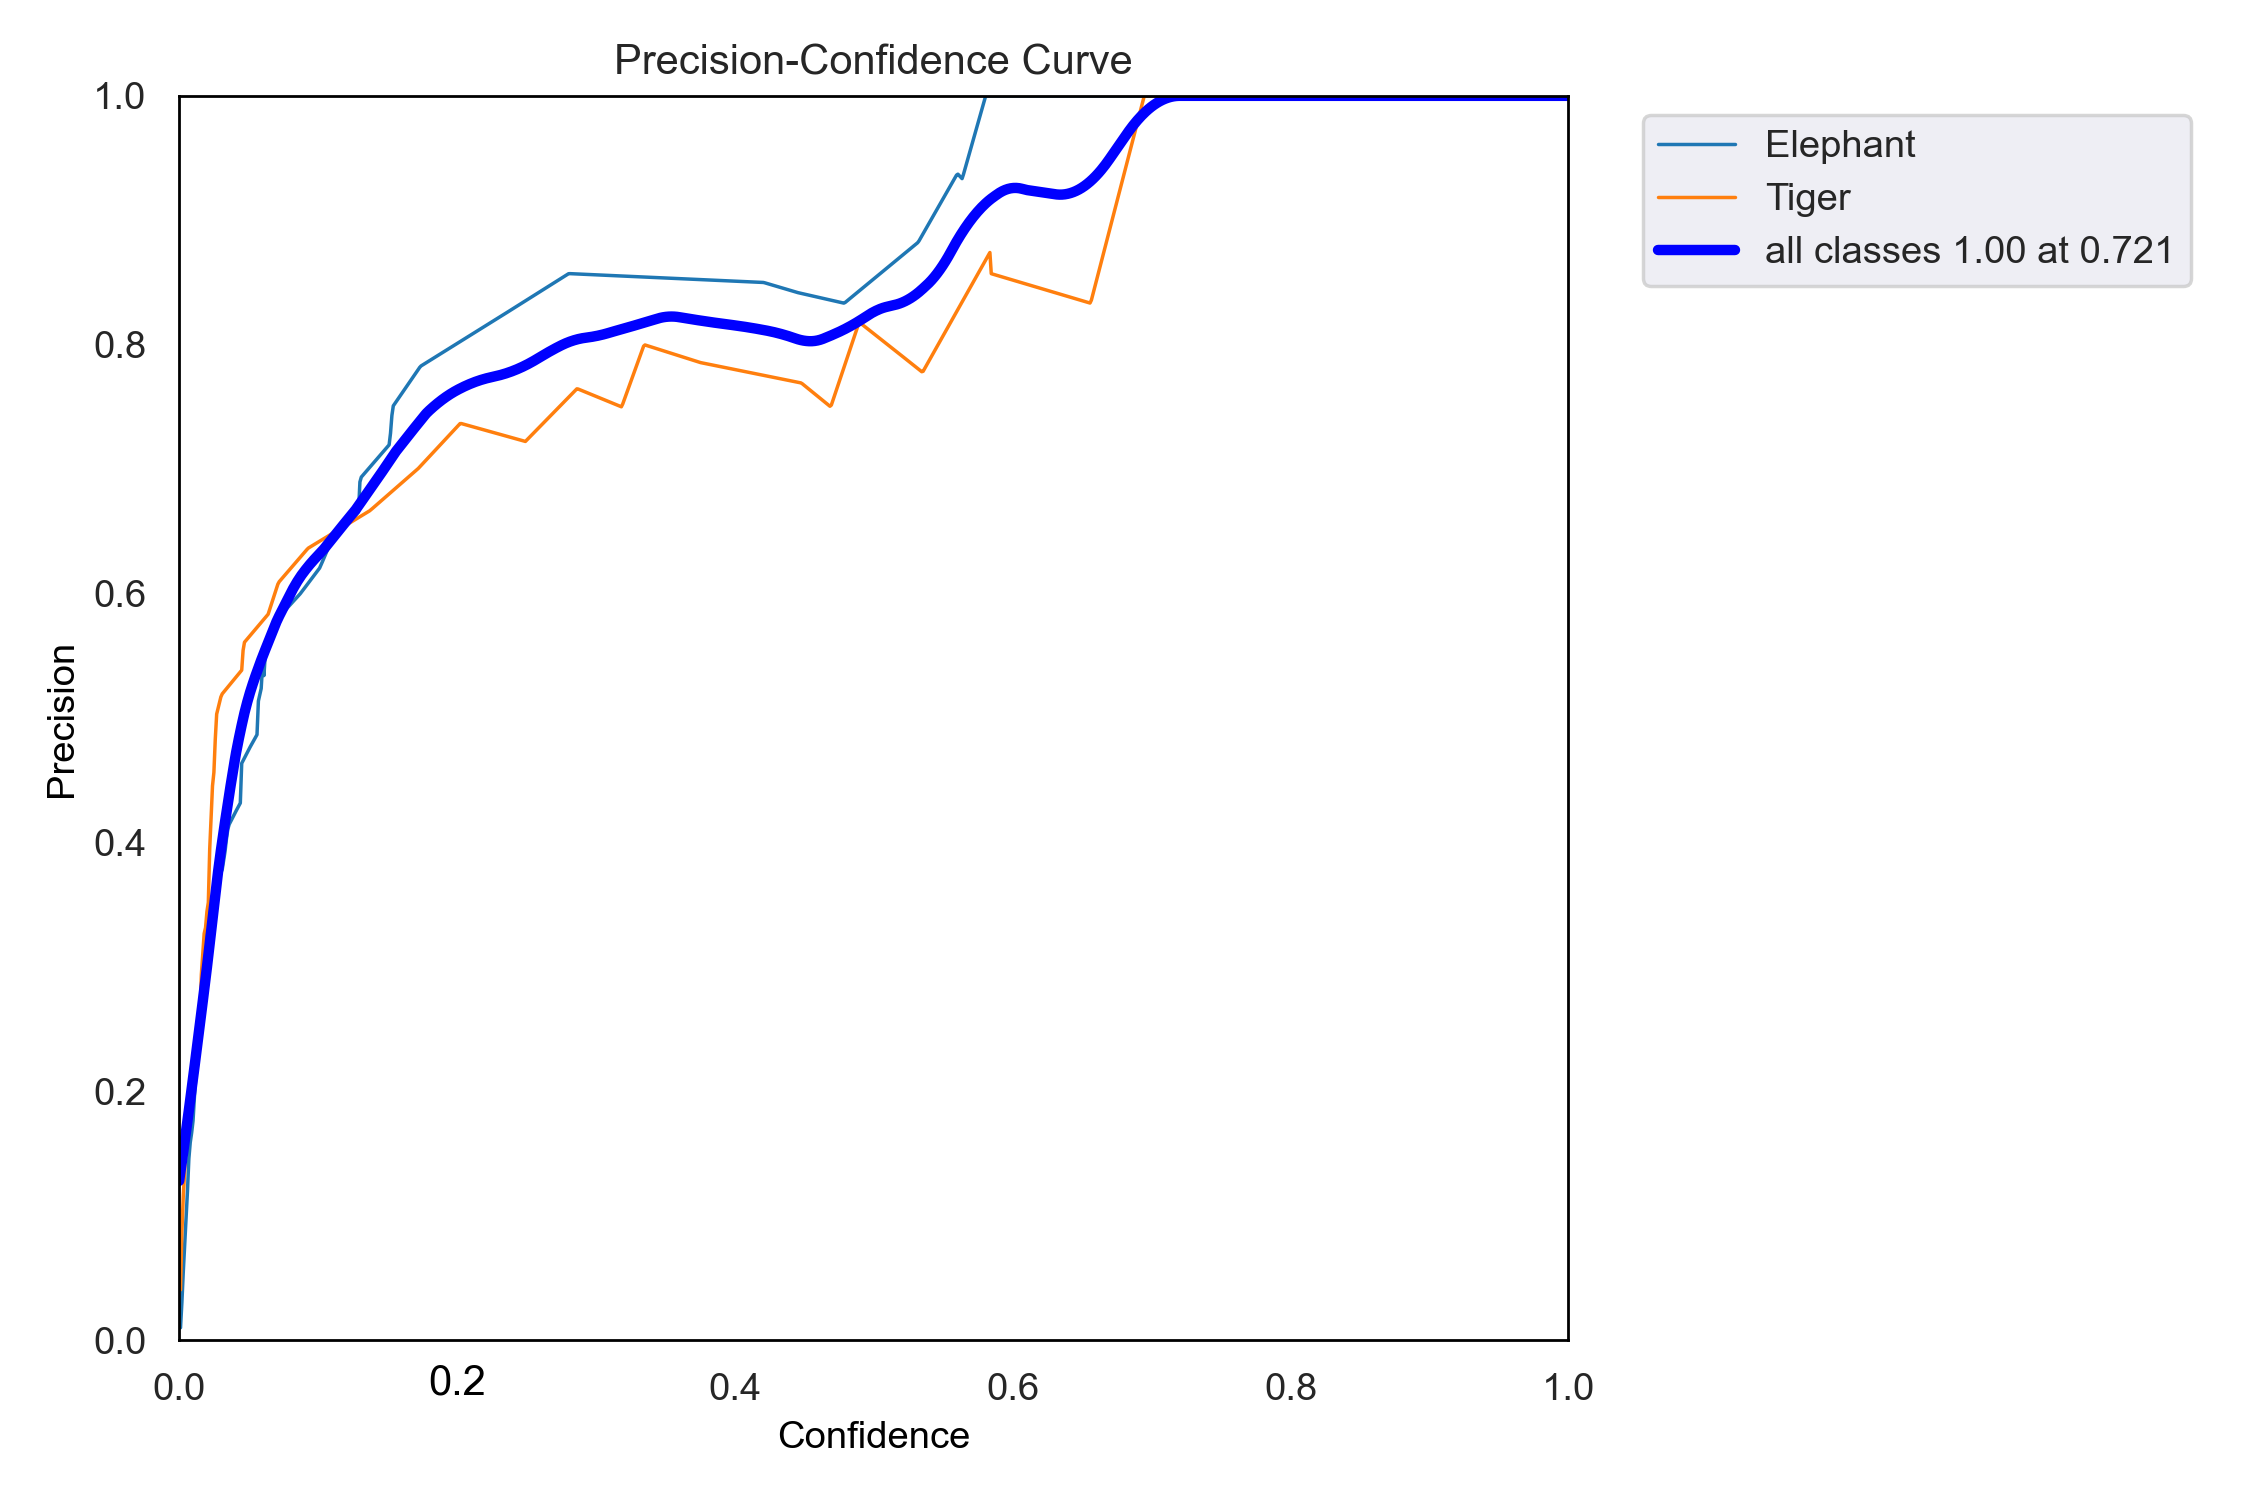 Precision-Confidence Curve
1.0
0.8
0.6
0.4
0.2
0.0
Precision
0.0 0.2 0.4 0.6 0.8 1.0
Confidence
Elephant
Tiger
all classes 1.00 at 0.721